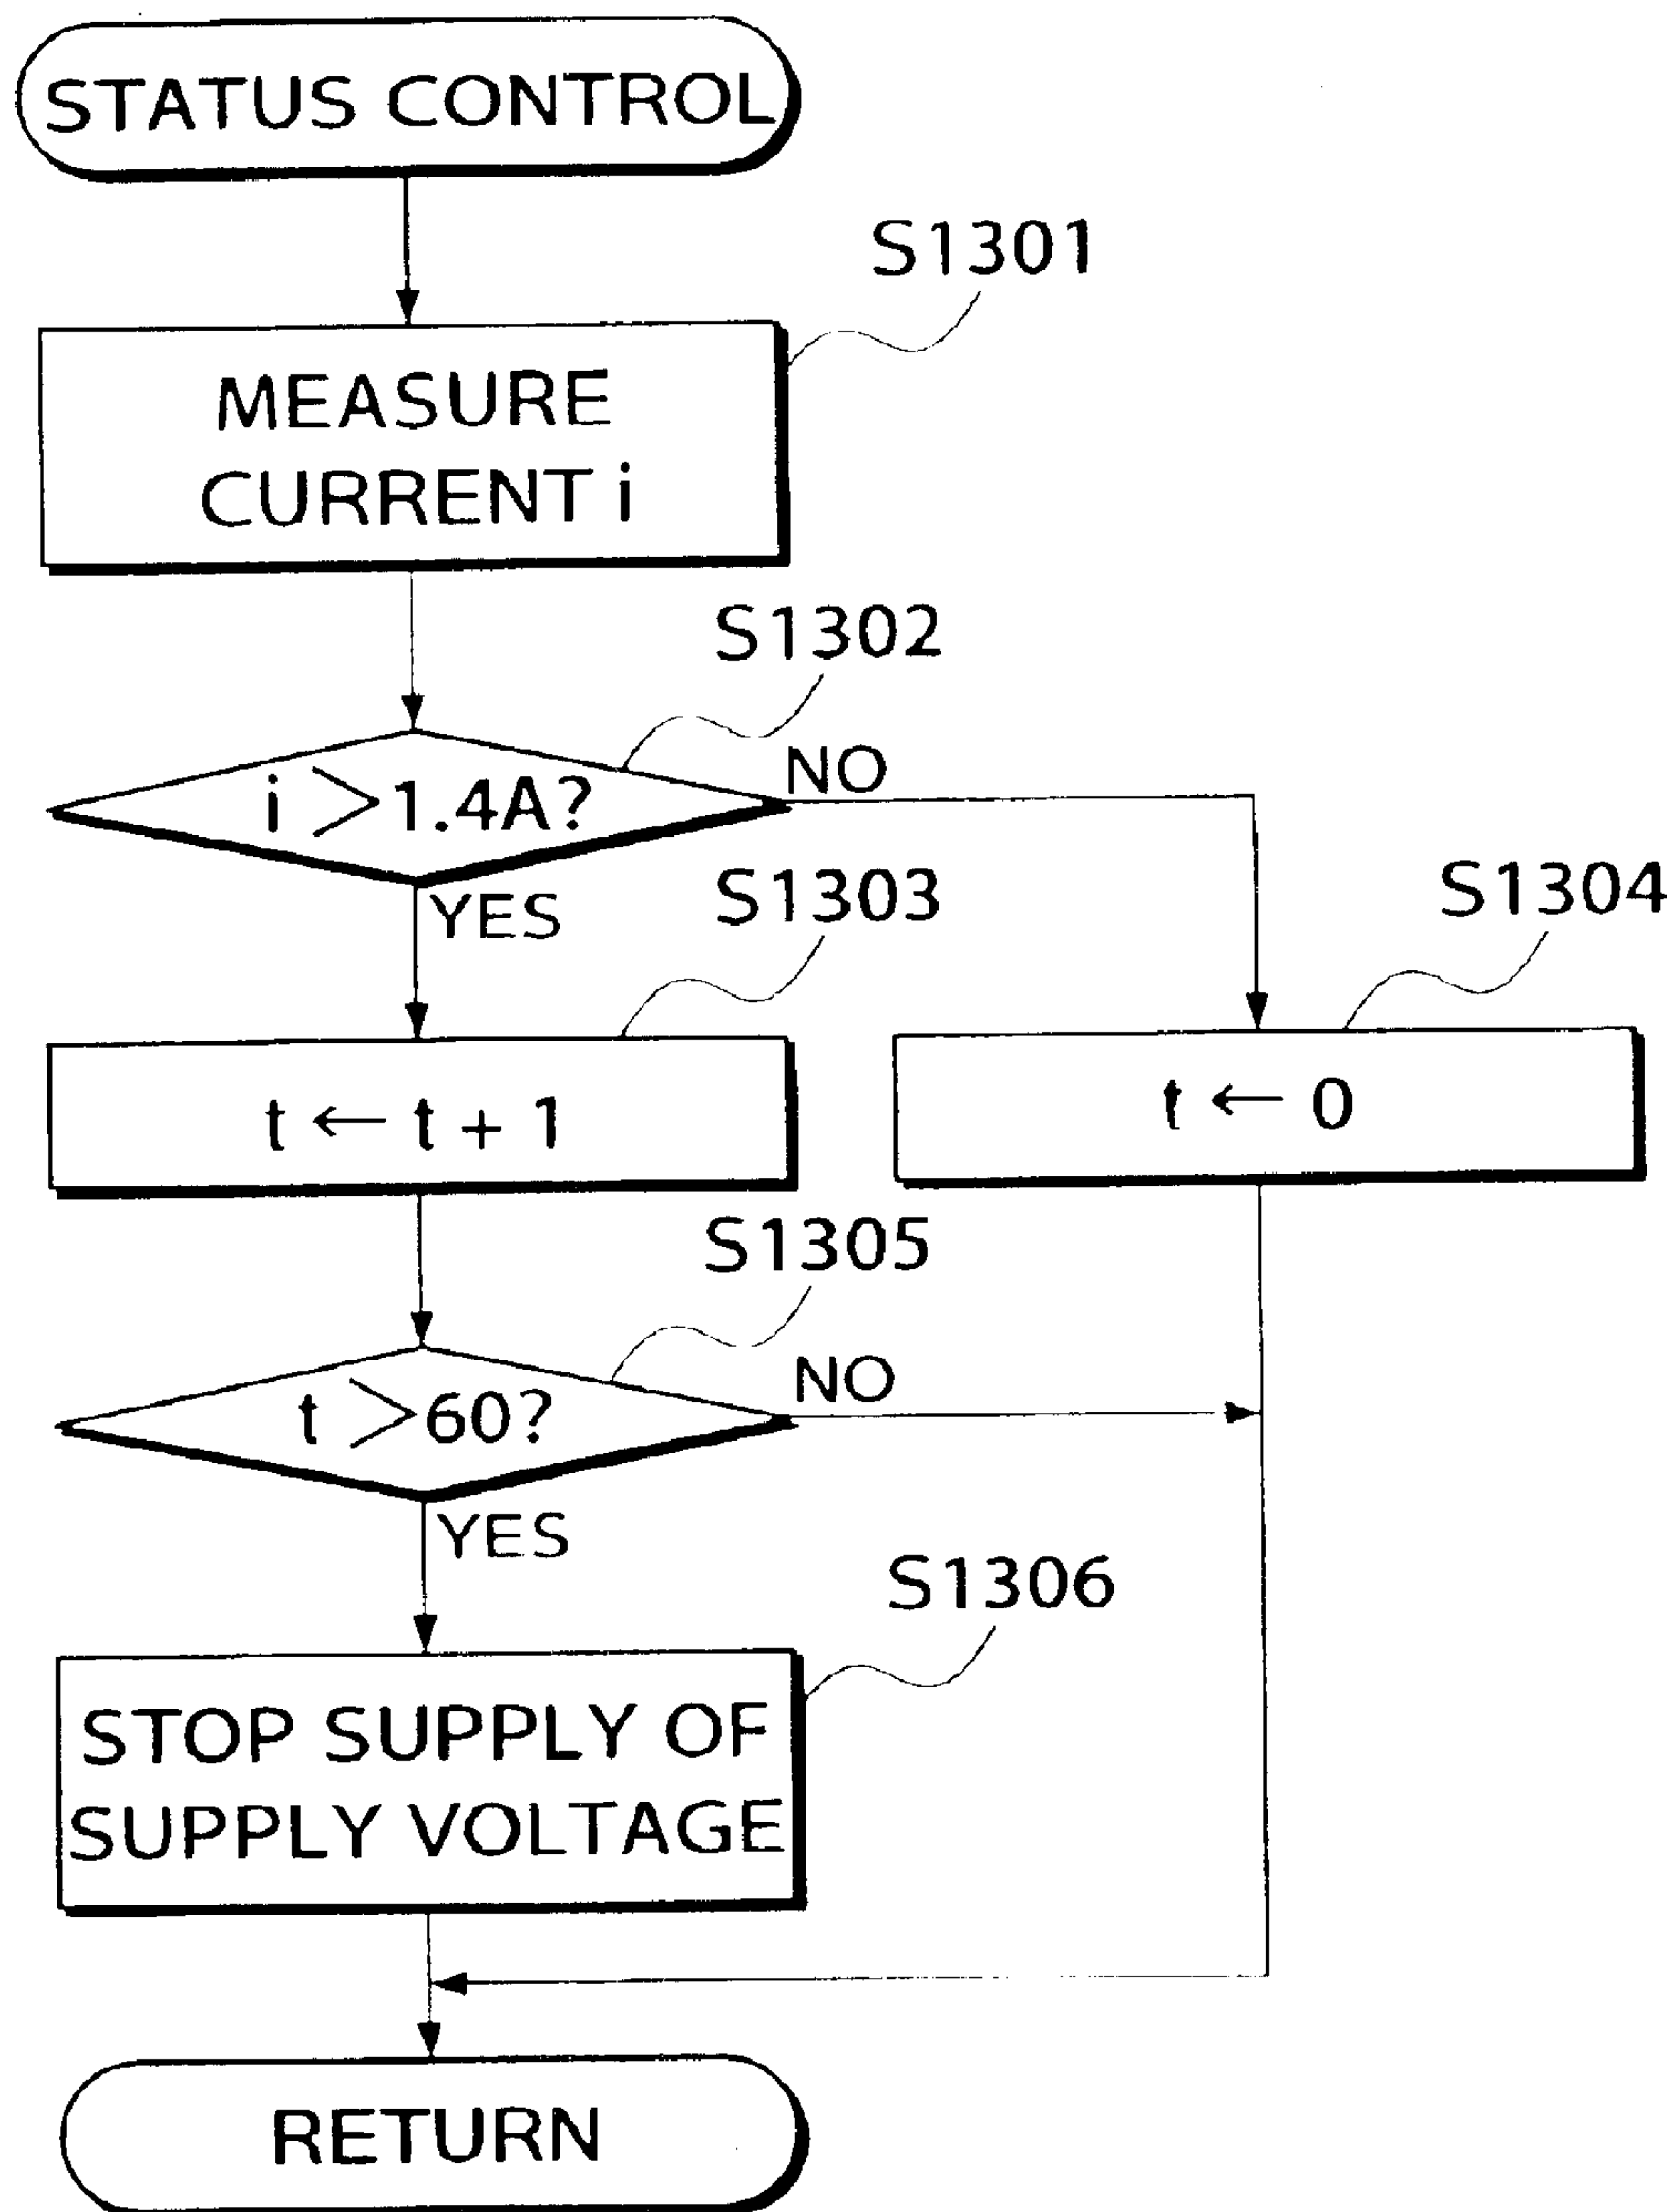 STATUS CONTROL
S1301
MEASURE
CURRENT i
S1302
i > 1.4A?
NO
YES
S1303
S1304
t ← t + 1
t ← 0
S1305
t > 60?
NO
YES
S1306
STOP SUPPLY OF
SUPPLY VOLTAGE
RETURN